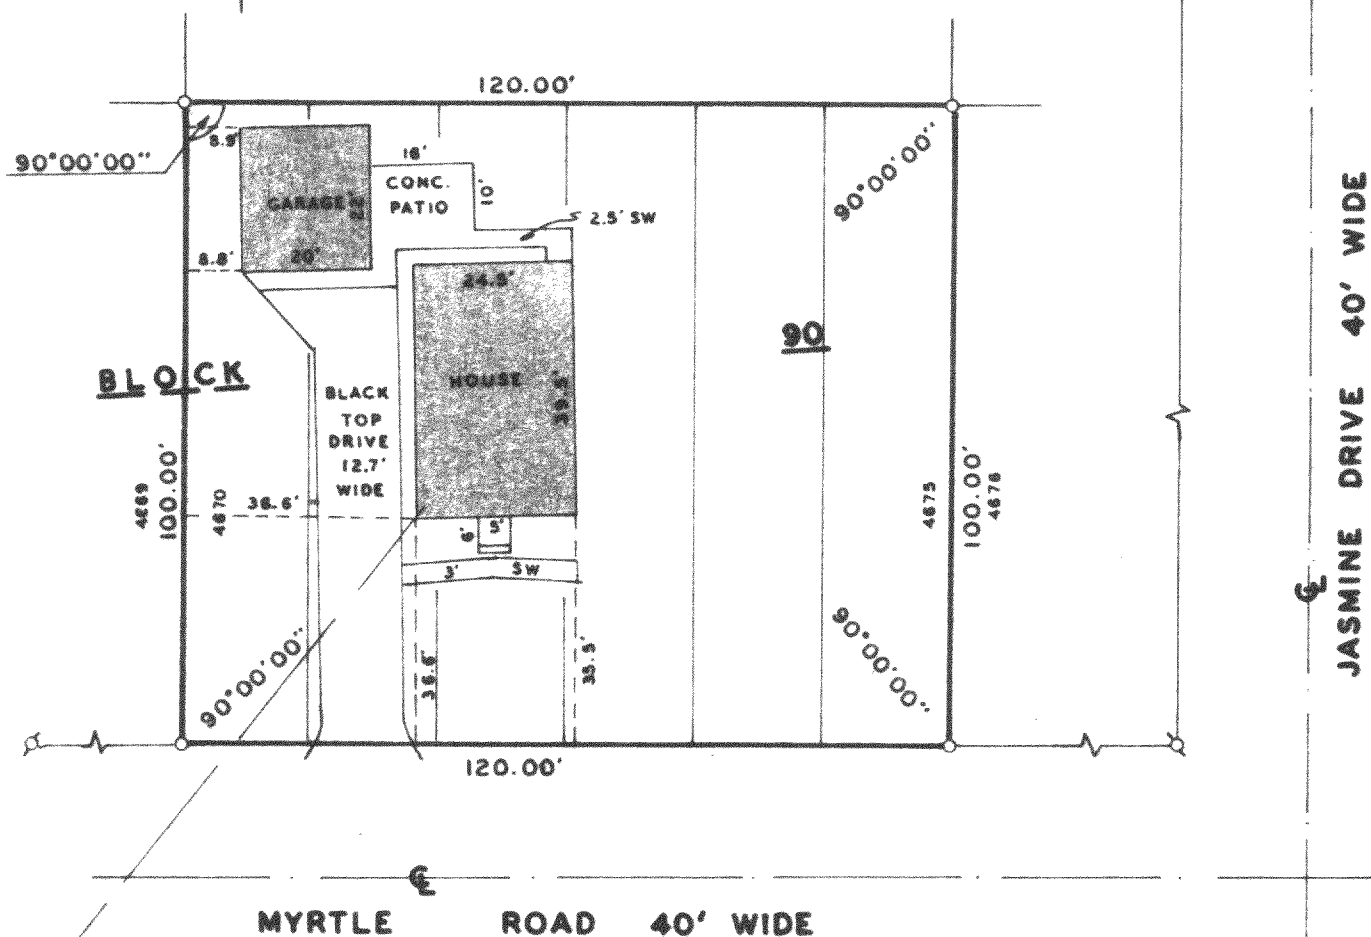 120.00'
90°00'00"
8.9'
GARAGE
22'
20'
8.8'
16'
CONC.
PATIO
10'
2.5' SW
90°00'00"
24.5'
HOUSE
39.5'
90
BLOCK
BLACK
TOP
DRIVE
12.7'
WIDE
4669
100.00'
4670
36.6'
6'
5'
3'
SW
36.6'
35.5'
90°00'00"
90°00'00"
4675
100.00'
4676
120.00'
JASMINE DRIVE 40' WIDE
℄
℄
MYRTLE ROAD 40' WIDE